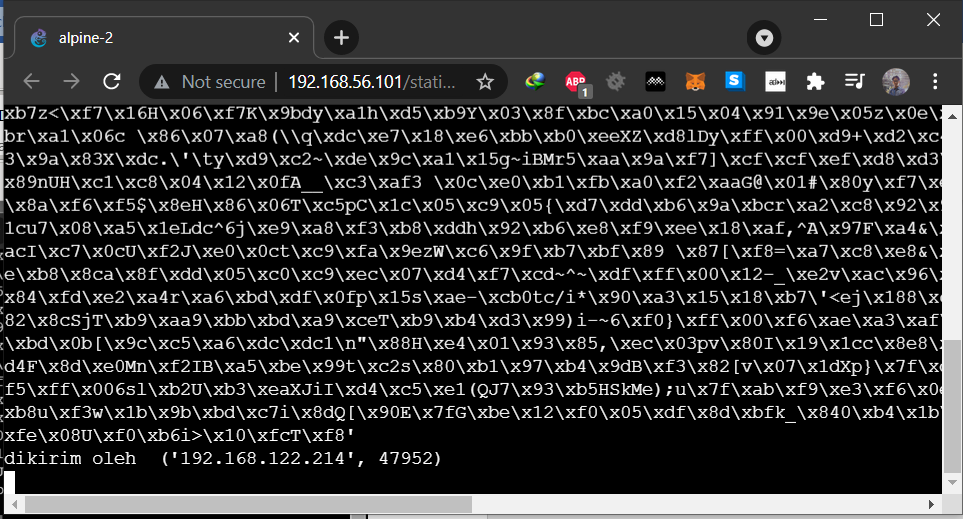 alpine-2
Not secure
192.168.56.101/stati...
ABD
1
S
xb7z<\xf7\x16H\x06\xf7K\x9bdy\xalh\xd5\xb9Y\x03\x8f\xbc\xa0\x15\x04\x91\x9e\x05z\x0e\
br\xa1\x06c \x86\x07\xa8(\\q\xdc\xe7\x18\xe6\xbb\xb0\xeeXZ\xd8lDy\xff\x00\xd9+\xd2\xc
3\x9a\x83X\xdc.\'\ty\xd9\xc2~\xde\x9c\xa1\x15g~iBMr5\xaa\x9a\xf7]\xcf\xcf\xef\xd8\xd3
x89nUH\xc1\xc8\x04\x12\x0fA__\xc3\xaf3 \x0c\xe0\xb1\xfb\xa0\xf2\xaaG@\x01#\x80y\xf7\x
\x8a\xf6\xf5$\x8eH\x86\x06T\xc5pC\x1c\x05\xc9\x05{\xd7\xdd\xb6\x9a\xbcr\xa2\xc8\x92\
1cu7\x08\xa5\x1eLdc^6j\xe9\xa8\xf3\xb8\xddh\x92\xb6\xe8\xf9\xee\x18\xaf,^A\x97F\xa4&\
acI\xc7\x0cU\xf2J\xe0\x0ct\xc9\xfa\x9ezW\xc6\x9f\xb7\xbf\x89 \x87[\xf8=\xa7\xc8\xe8&\
e\xb8\x8ca\x8f\xdd\x05\xc0\xc9\xec\x07\xd4\xf7\xcd~^~\xdf\xff\x00\x12-_\xe2v\xac\x96\
x84\xfd\xe2\xa4r\xa6\xbd\xdf\x0fp\x15s\xae-\xcb0tc/i*\x90\xa3\x15\x18\xb7\'<ej\x188\
82\x8cSjT\xb9\xaa9\xbb\xbd\xa9\xceT\xb9\xb4\xd3\x99)i-~6\xf0}\xff\x00\xf6\xae\xa3\xaf
\xbd\x0b[\x9c\xc5\xa6\xdc\xdc1\n"\x88H\xe4\x01\x93\x85,\xec\x03pv\x80I\x19\x1cc\x8e8\
d4F\x8d\xe0Mn\xf2IB\xa5\xbe\x99t\xc2s\x80\xb1\x97\xb4\x9dB\xf3\x82[v\x07\x1dXp}\x7f\x
f5\xff\x006sl\xb2U\xb3\xeaXJiI\xd4\xc5\xel(QJ7\x93\xb5HSkMe);u\x7f\xab\xf9\xe3\xf6\x0
xb8u\xf3w\x1b\x9b\xbd\xc7i\x8dQ[\x90E\x7fG\xbe\x12\xf0\x05\xdf\x8d\xbfk_\x840\xb4\x1b
xfe\x08U\xf0\xb6i>\x10\xfcT\xf8'
dikirim oleh  ('192.168.122.214', 47952)